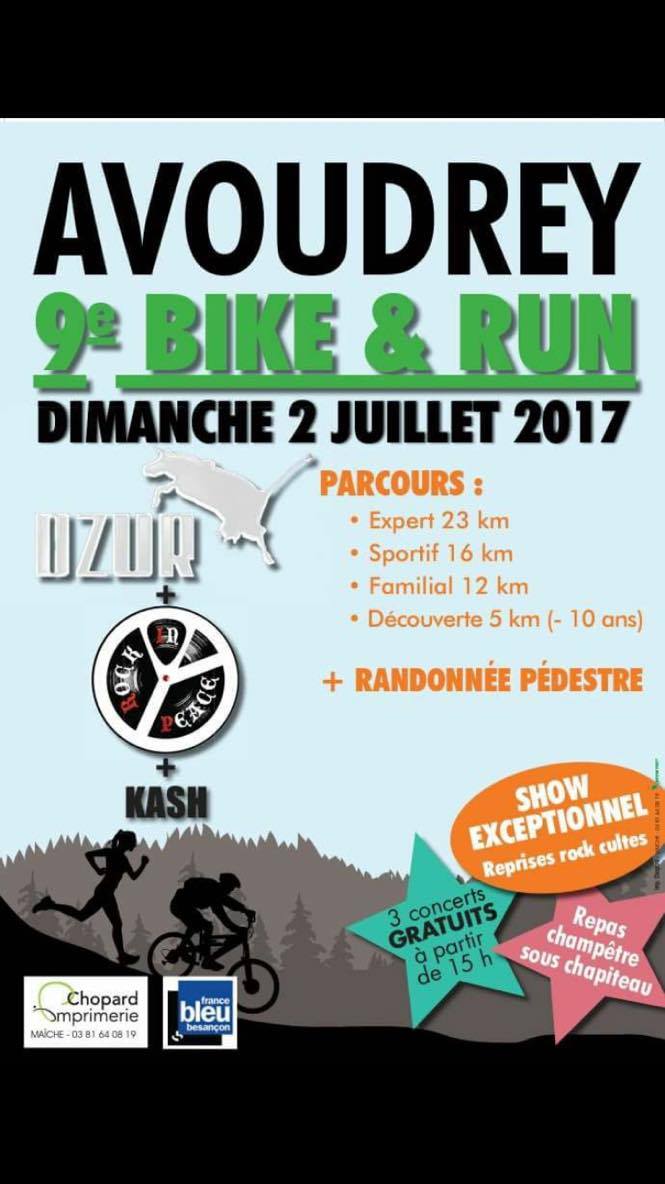 AVOUDREY
9e BIKE & RUN
DIMANCHE 2 JUILLET 2017
OZUR
+
ROCK IN PEACE
+
KASH
PARCOURS :
• Expert 23 km
• Sportif 16 km
• Familial 12 km
• Découverte 5 km (- 10 ans)
+ RANDONNÉE PÉDESTRE
SHOW
EXCEPTIONNEL
Reprises rock cultes
3 concerts
GRATUITS
à partir
de 15 h
Repas
champêtre
sous chapiteau
Chopard
Imprimerie
MAÎCHE - 03 81 64 08 19
france
bleu
besançon